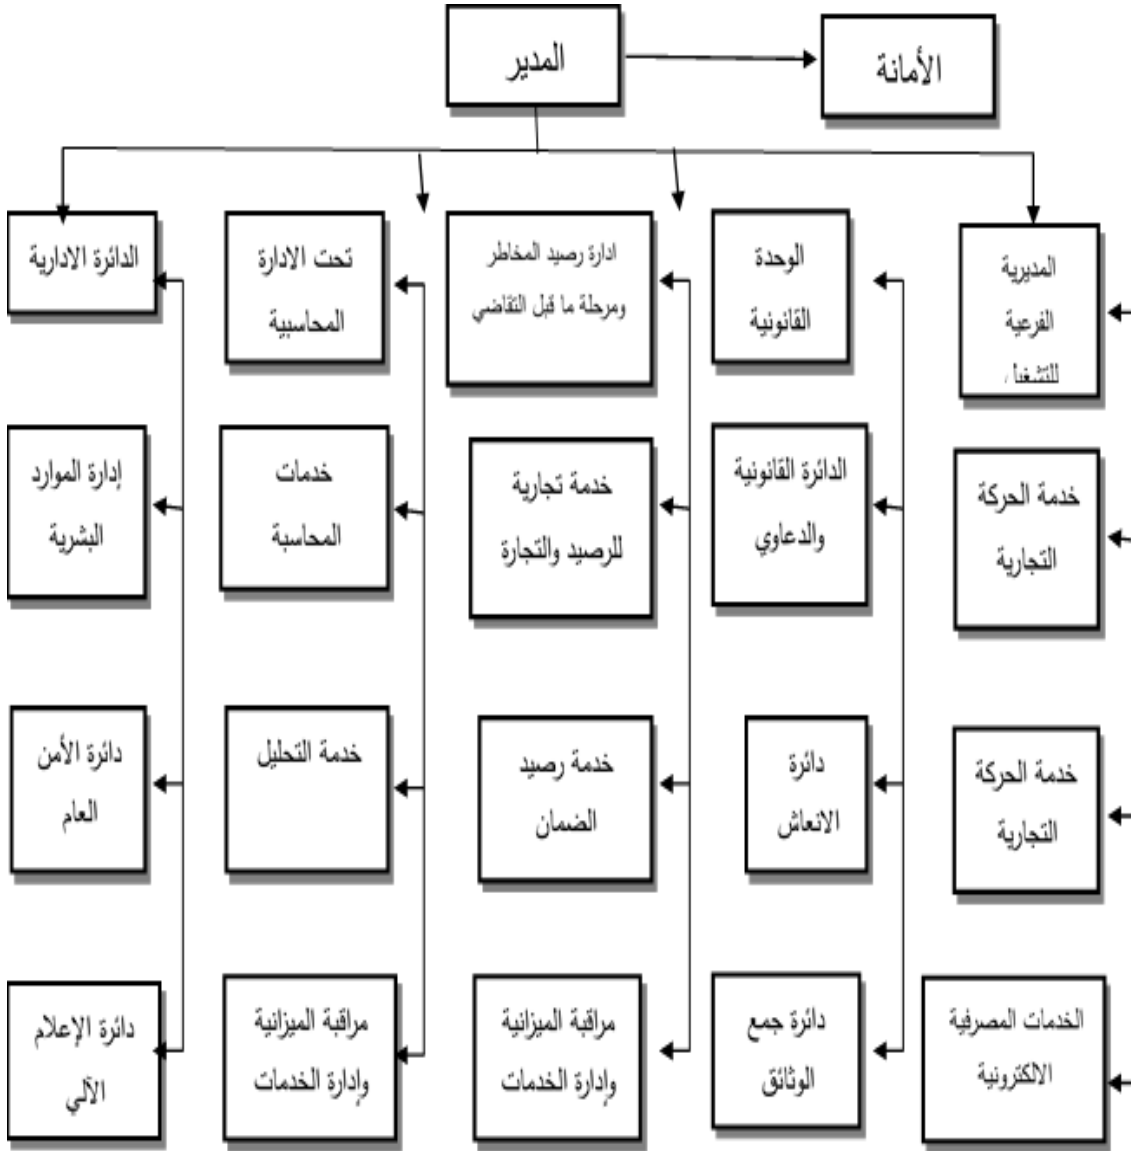 المدير
الأمانة
المديرية
الفرعية
للتشغيل
الوحدة
القانونية
ادارة رصيد المخاطر
ومرحلة ما قبل التقاضي
تحت الادارة
المحاسبية
الدائرة الادارية
خدمة الحركة
التجارية
الدائرة القانونية
والدعاوي
خدمة تجارية
للرصيد والتجارة
خدمات
المحاسبة
إدارة الموارد
البشرية
خدمة الحركة
التجارية
دائرة
الانعاش
خدمة رصيد
الضمان
خدمة التحليل
دائرة الأمن
العام
الخدمات المصرفية
الالكترونية
دائرة جمع
الوثائق
مراقبة الميزانية
وإدارة الخدمات
مراقبة الميزانية
وإدارة الخدمات
دائرة الإعلام
الآلي